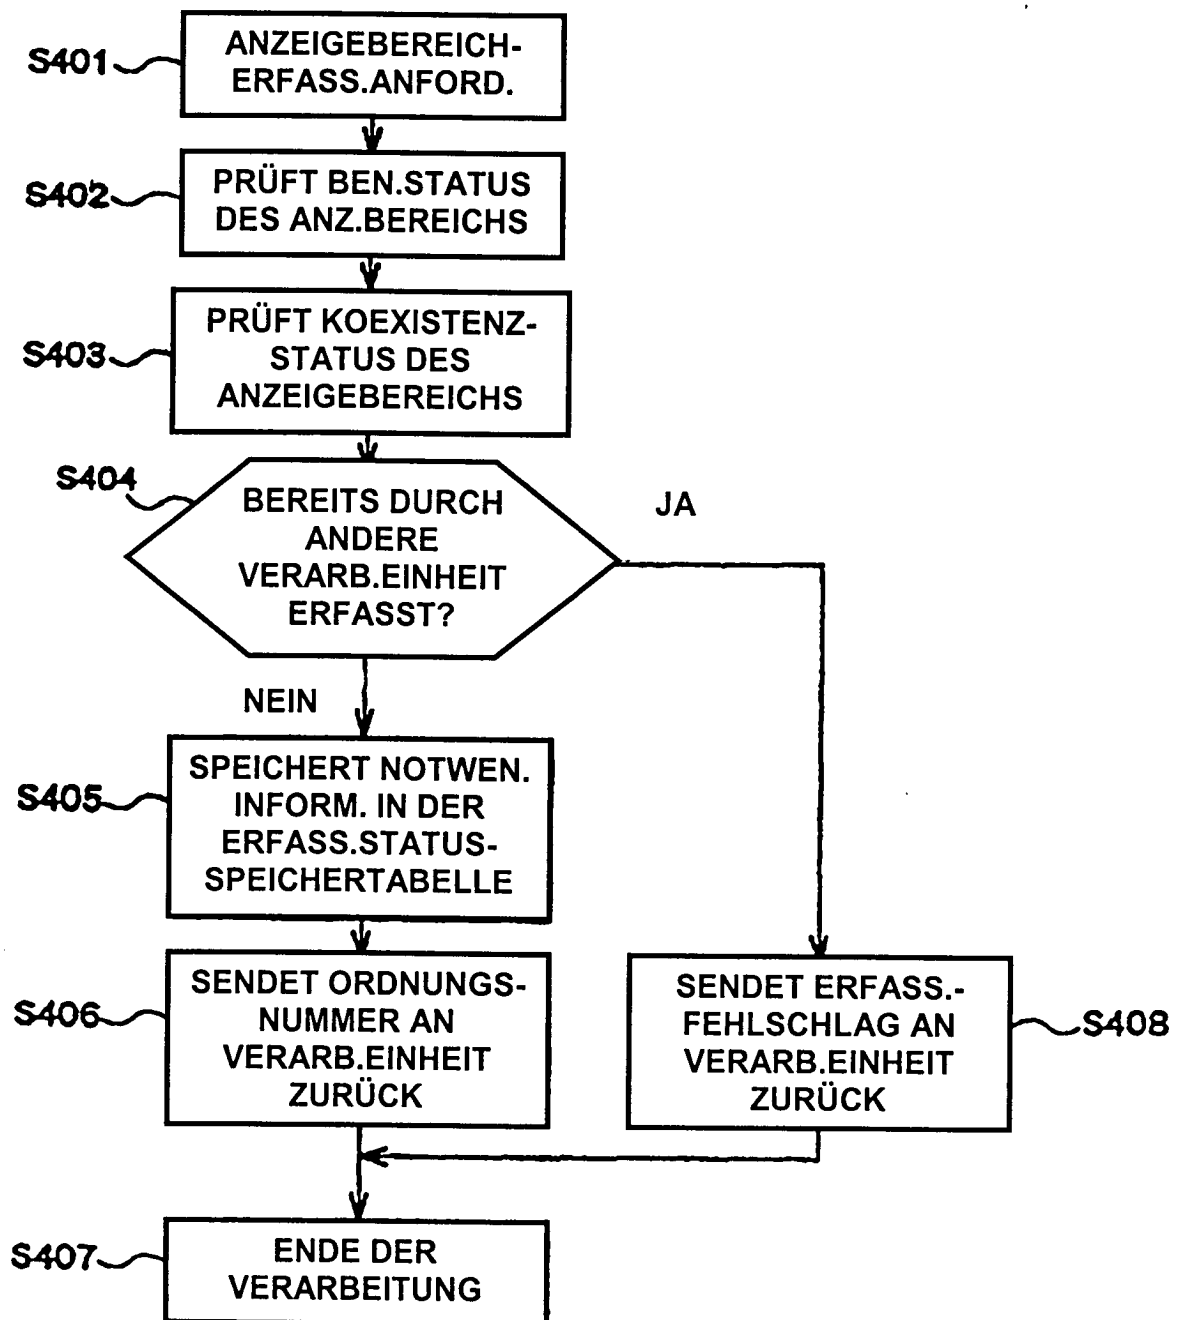 S401
ANZEIGEBEREICH-
ERFASS.ANFORD.
S402
PRÜFT BEN.STATUS
DES ANZ.BEREICHS
S403
PRÜFT KOEXISTENZ-
STATUS DES
ANZEIGEBEREICHS
S404
BEREITS DURCH
ANDERE
VERARB.EINHEIT
ERFASST?
JA
NEIN
S405
SPEICHERT NOTWEN.
INFORM. IN DER
ERFASS.STATUS-
SPEICHERTABELLE
S406
SENDET ORDNUNGS-
NUMMER AN
VERARB.EINHEIT
ZURÜCK
SENDET ERFASS.-
FEHLSCHLAG AN
VERARB.EINHEIT
ZURÜCK
S408
S407
ENDE DER
VERARBEITUNG